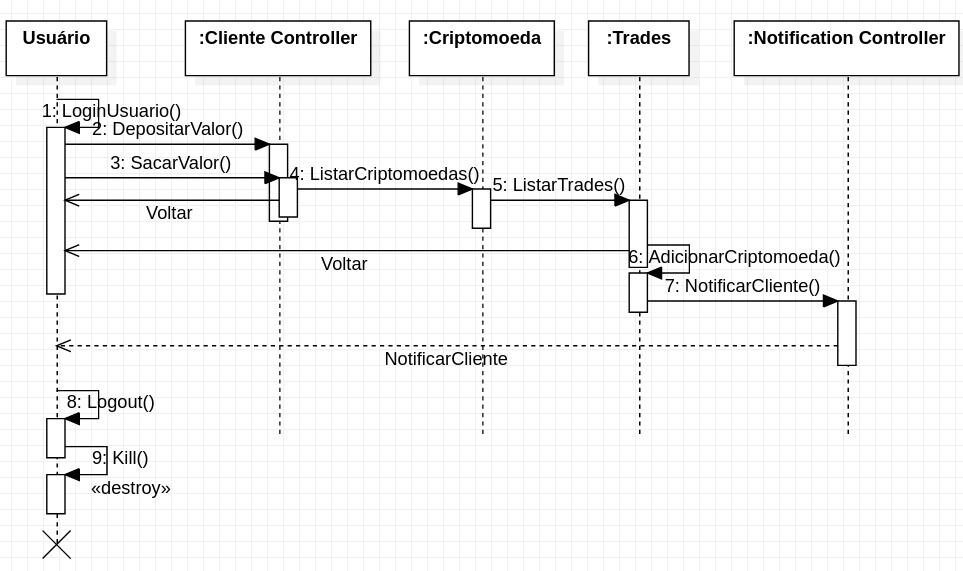 Usuário
:Cliente Controller
:Criptomoeda
:Trades
:Notification Controller
1: LoginUsuario()
2: DepositarValor()
3: SacarValor()
4: ListarCriptomoedas()
5: ListarTrades()
Voltar
Voltar
6: AdicionarCriptomoeda()
7: NotificarCliente()
NotificarCliente
8: Logout()
9: Kill()
«destroy»